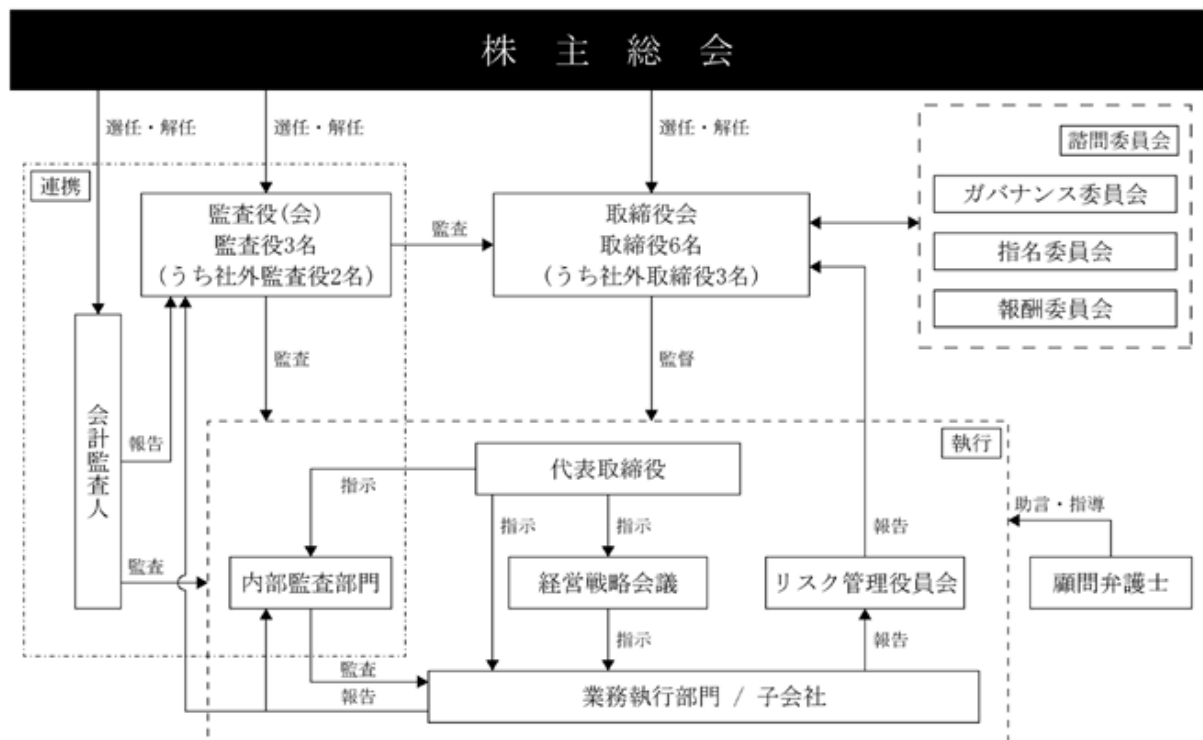 株主総会
選任・解任
選任・解任
選任・解任
諮問委員会
連携
ガバナンス委員会
監査役(会)
監査役3名
(うち社外監査役2名)
監査
取締役会
取締役6名
(うち社外取締役3名)
指名委員会
報酬委員会
監査
監督
会計監査人
報告
執行
代表取締役
指示
指示
指示
報告
助言・指導
監査
内部監査部門
経営戦略会議
リスク管理役員会
顧問弁護士
指示
報告
監査
報告
業務執行部門 / 子会社